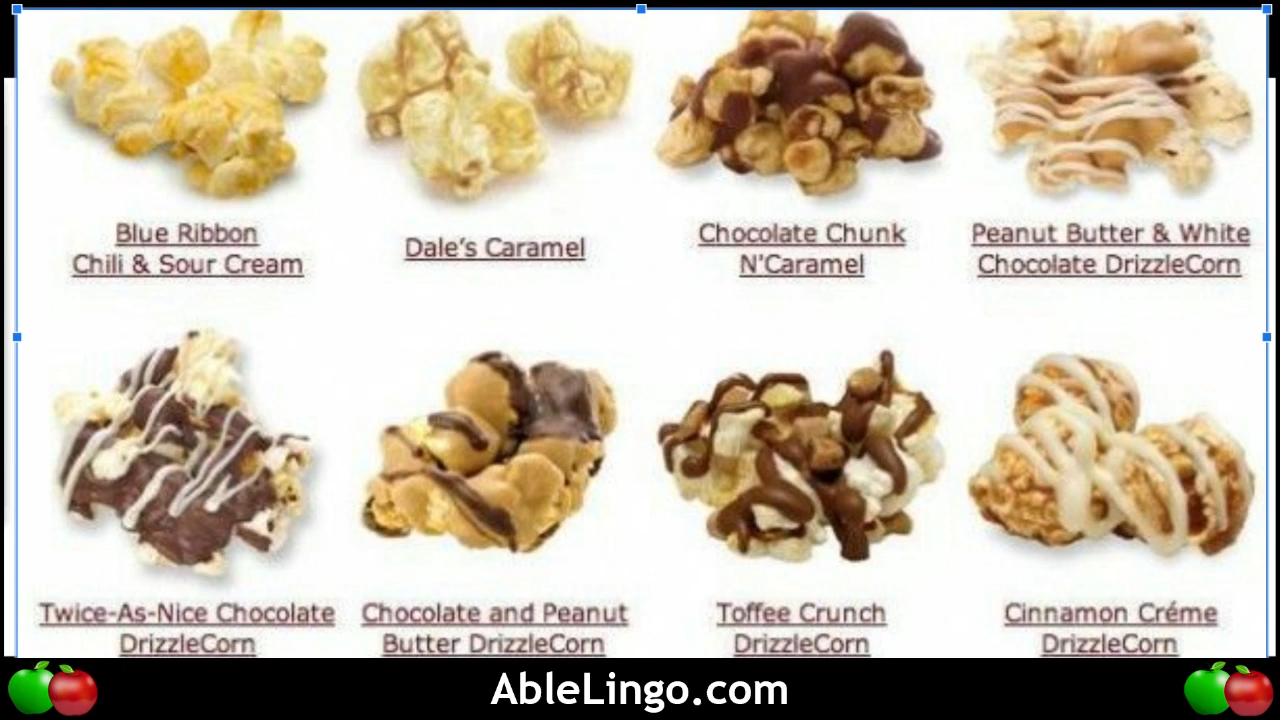 Blue Ribbon
Chili & Sour Cream
Dale's Caramel
Chocolate Chunk
N'Caramel
Peanut Butter & White
Chocolate DrizzleCorn
Twice-As-Nice Chocolate
DrizzleCorn
Chocolate and Peanut
Butter DrizzleCorn
Toffee Crunch
DrizzleCorn
Cinnamon Créme
DrizzleCorn
AbleLingo.com